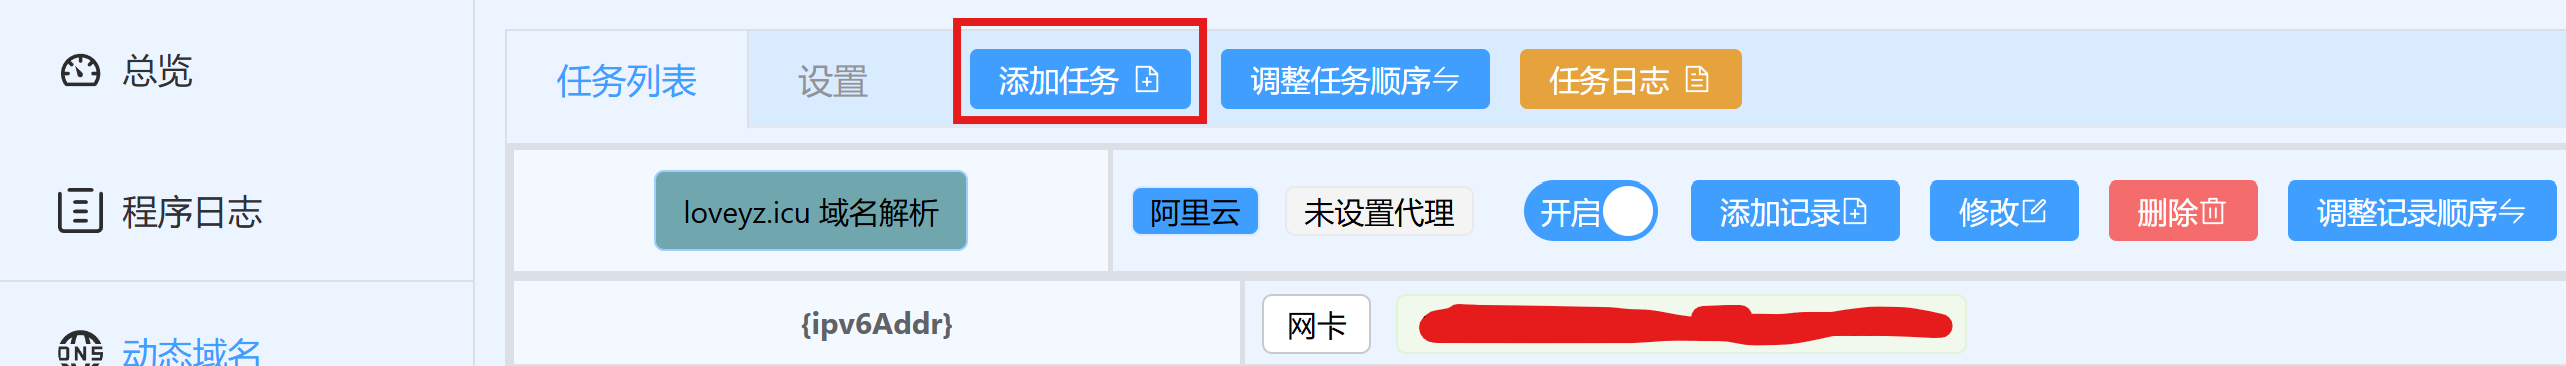 总览
任务列表 设置 添加任务 调整任务顺序 任务日志
程序日志
loveyz.icu 域名解析 阿里云 未设置代理 开启 添加记录 修改 删除 调整记录顺序
{ipv6Addr} 网卡
DNS 动态域名